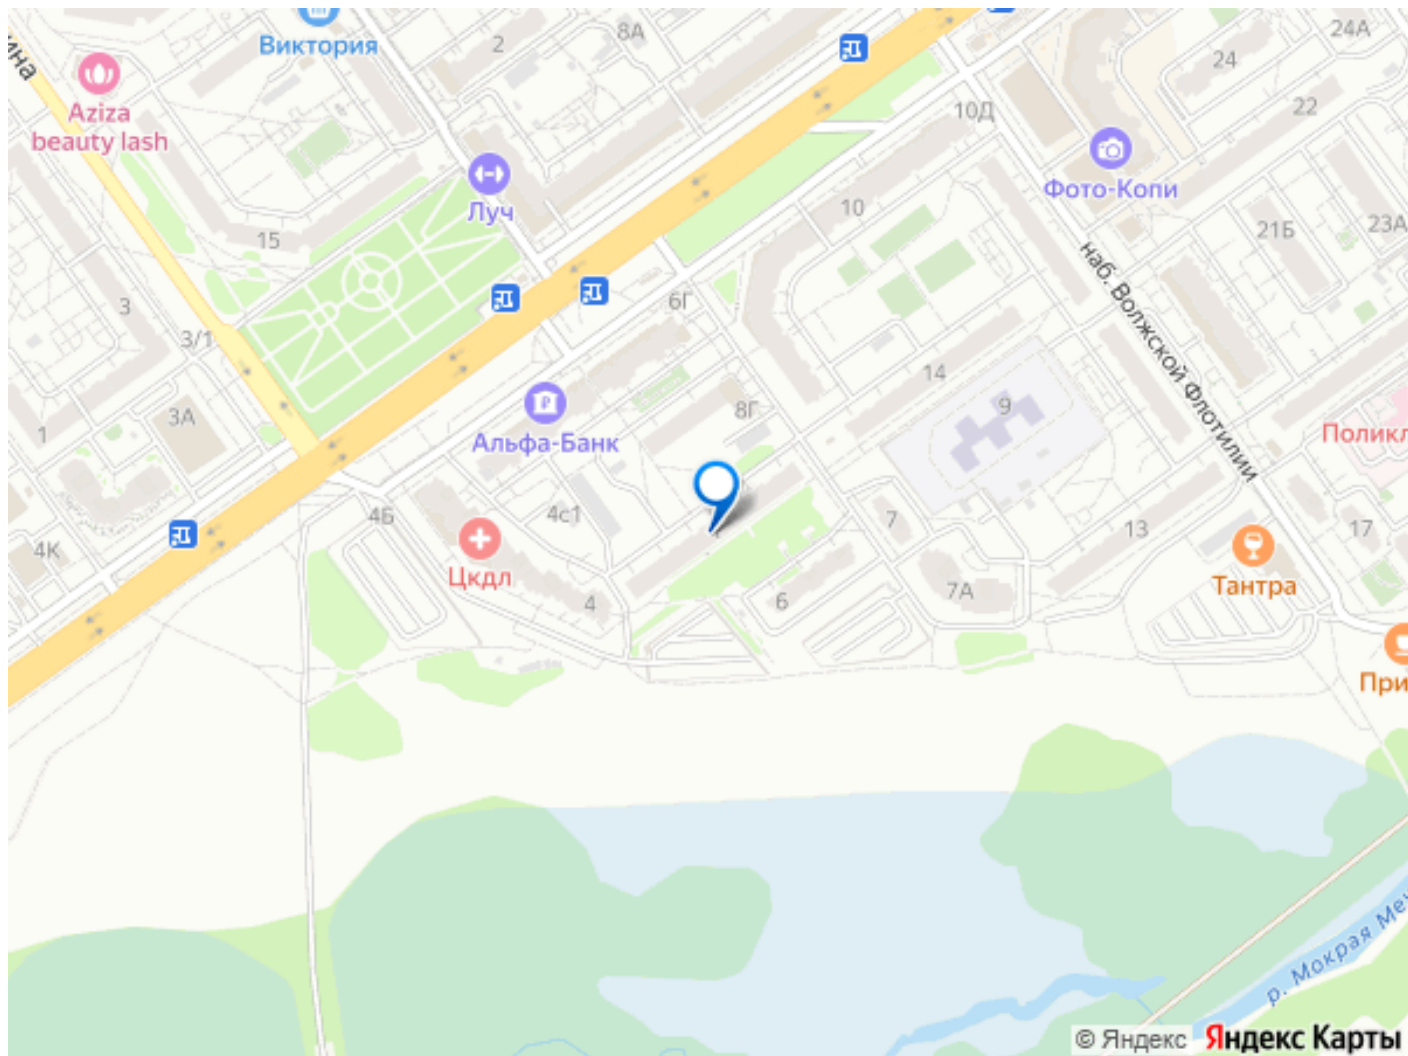 ина
Виктория
8А
2
24А
24
Aziza
beauty lash
22
10Д
Фото-Копи
Луч
15
10
21Б
23А
3
6Г
наб. Волжской Флотилии
3/1
14
3А
8Г
9
1
Альфа-Банк
Поликл
4Б
4с1
7
13
17
4К
Цкдл
4
6
7А
Тантра
При
р. Мокрая Меч
© Яндекс Яндекс Карты